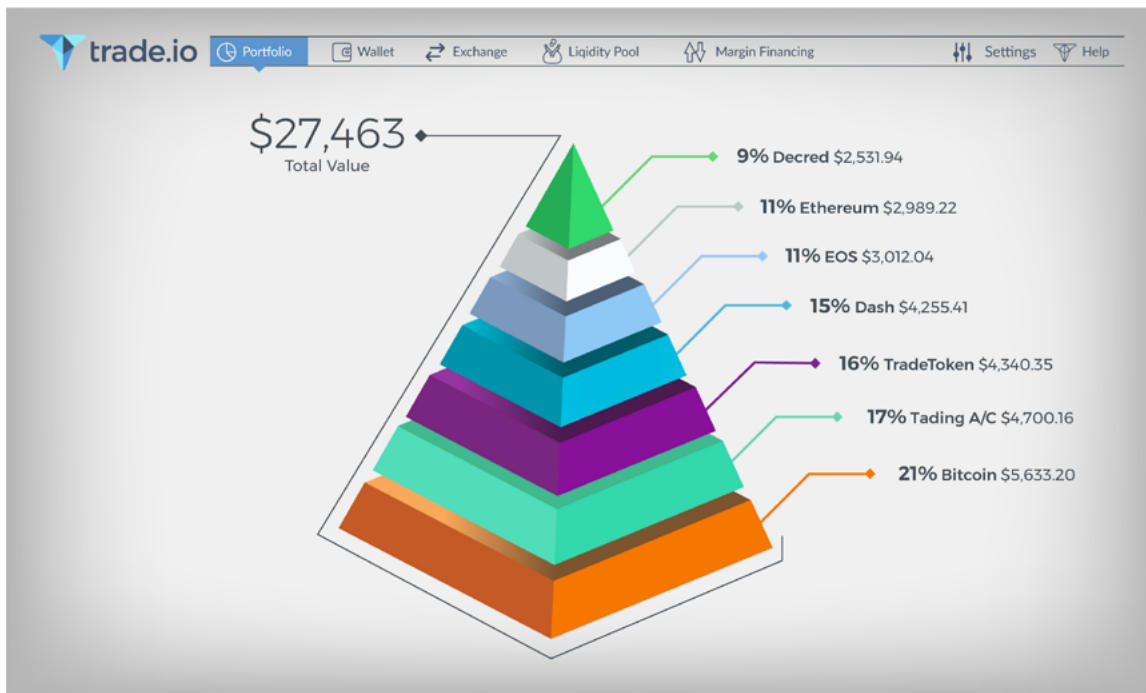 trade.io Portfolio Wallet Exchange Liqidity Pool Margin Financing Settings Help
$27,463
Total Value
9% Decred $2,531.94
11% Ethereum $2,989.22
11% EOS $3,012.04
15% Dash $4,255.41
16% TradeToken $4,340.35
17% Tading A/C $4,700.16
21% Bitcoin $5,633.20